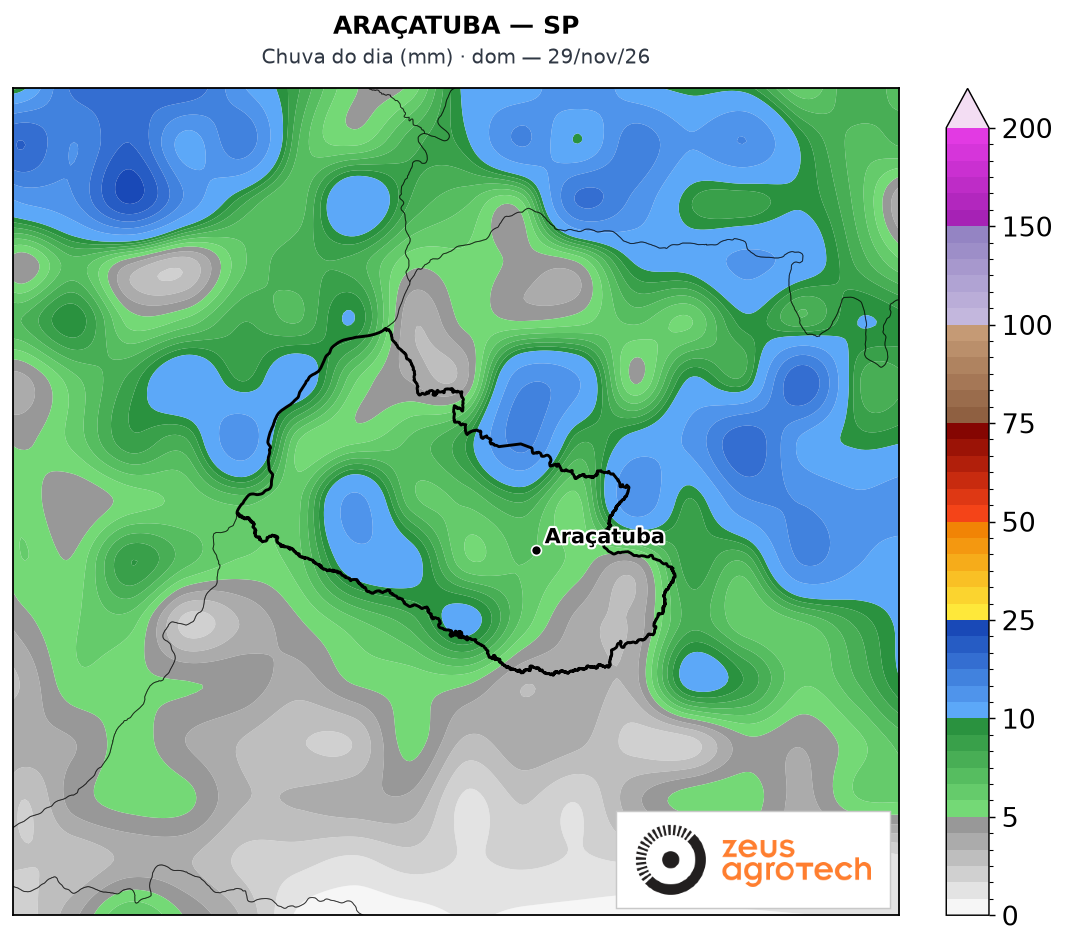 ARAÇATUBA — SP
Chuva do dia (mm) · dom — 29/nov/26
200
150
100
75
50
25
10
5
0
Araçatuba
zeus
agrotech